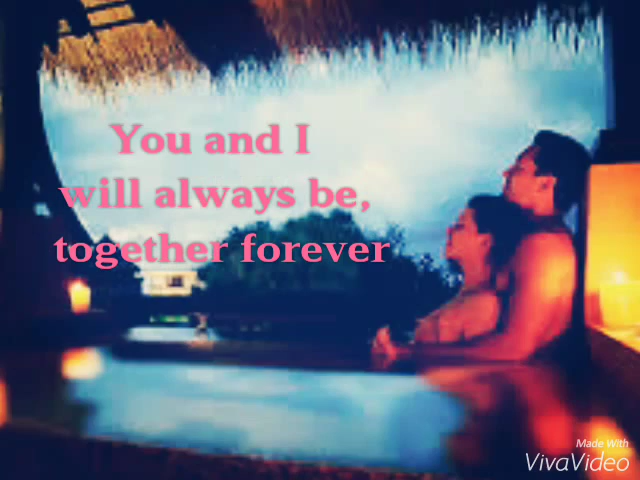 You and I
will always be,
together forever
Made With
VivaVideo